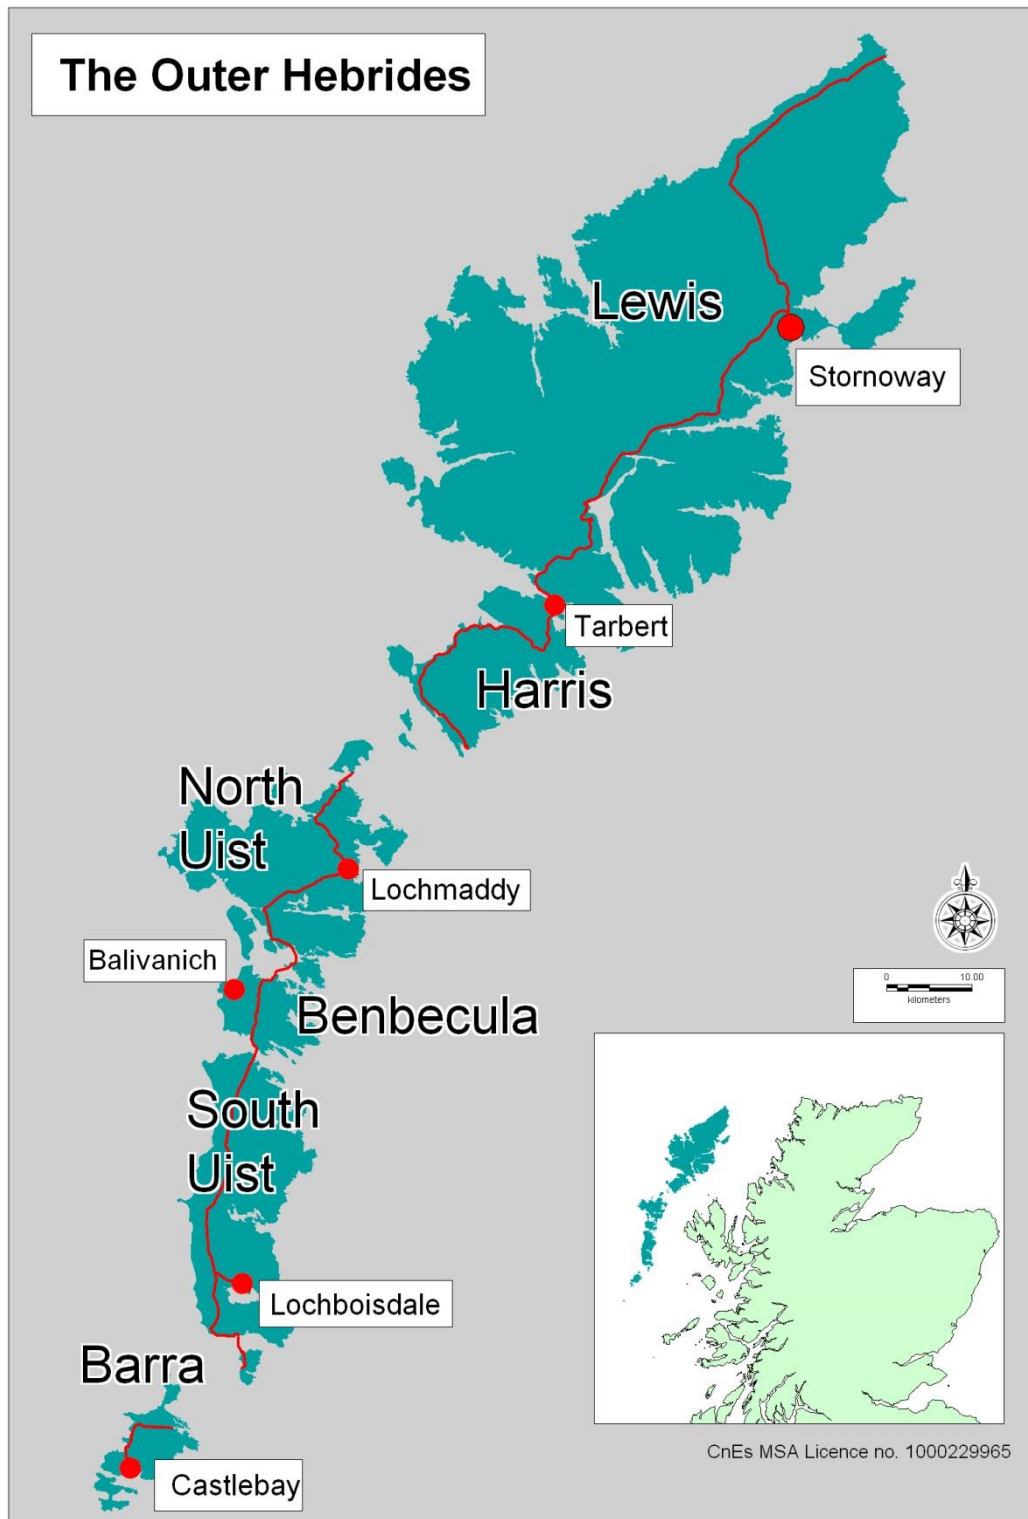 The Outer Hebrides
Lewis
Stornoway
Tarbert
Harris
North
Uist
Lochmaddy
Balivanich
Benbecula
0 10.00
kilometers
South
Uist
Lochboisdale
Barra
Castlebay
CnEs MSA Licence no. 1000229965